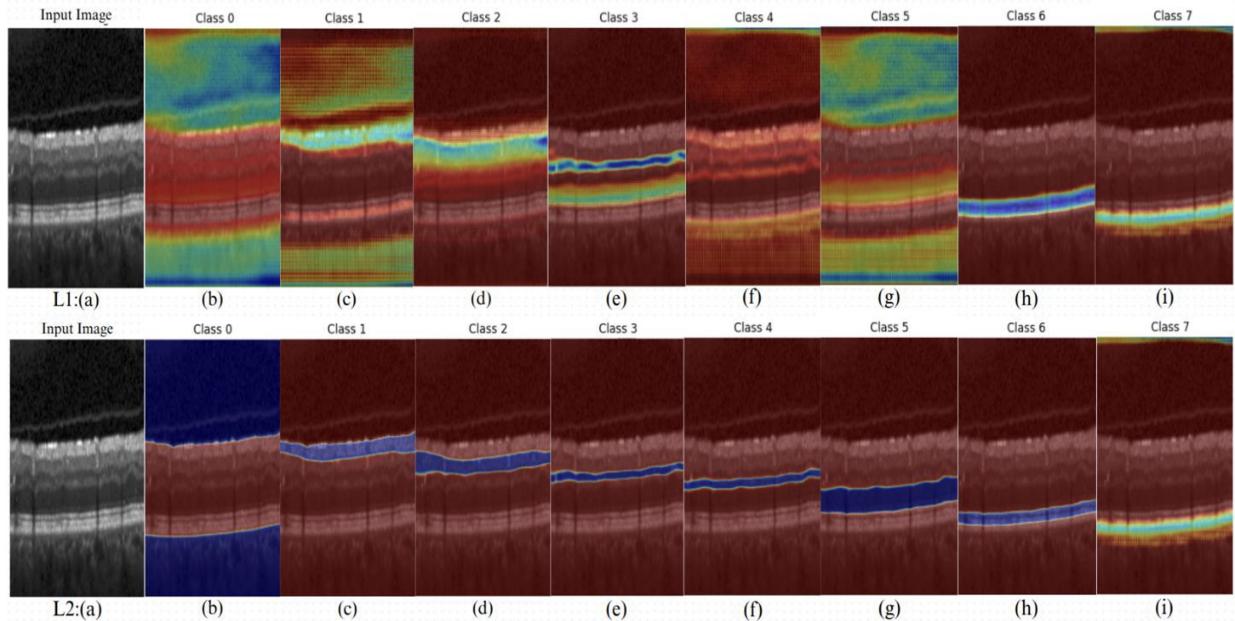 Input Image Class 0 Class 1 Class 2 Class 3 Class 4 Class 5 Class 6 Class 7
L1:(a) (b) (c) (d) (e) (f) (g) (h) (i)
Input Image Class 0 Class 1 Class 2 Class 3 Class 4 Class 5 Class 6 Class 7
L2:(a) (b) (c) (d) (e) (f) (g) (h) (i)